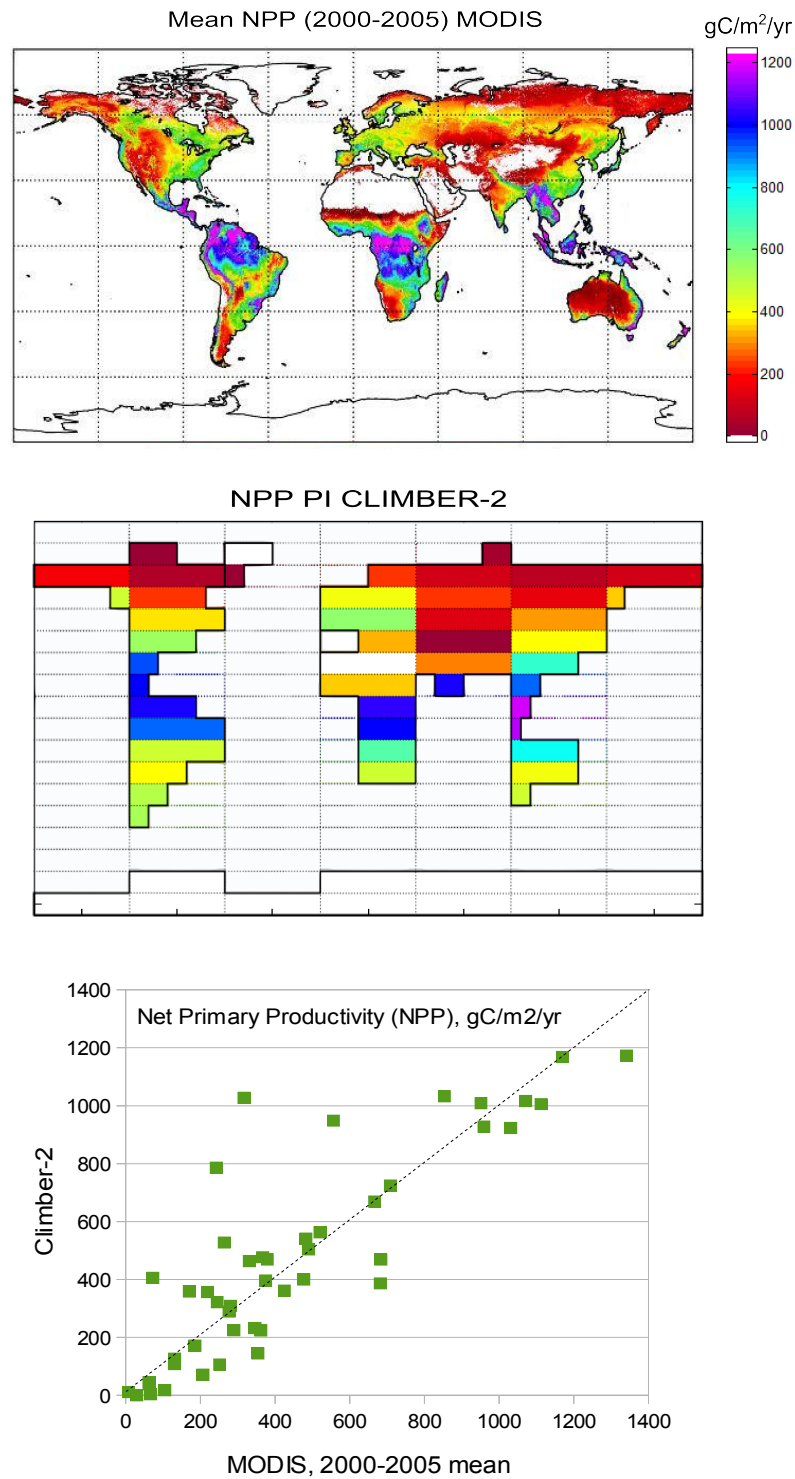 Mean NPP (2000-2005) MODIS
gC/m²/yr
1200
1000
800
600
400
200
0
NPP PI CLIMBER-2
Net Primary Productivity (NPP), gC/m2/yr
1400
1200
1000
800
600
400
200
0
Climber-2
0 200 400 600 800 1000 1200 1400
MODIS, 2000-2005 mean